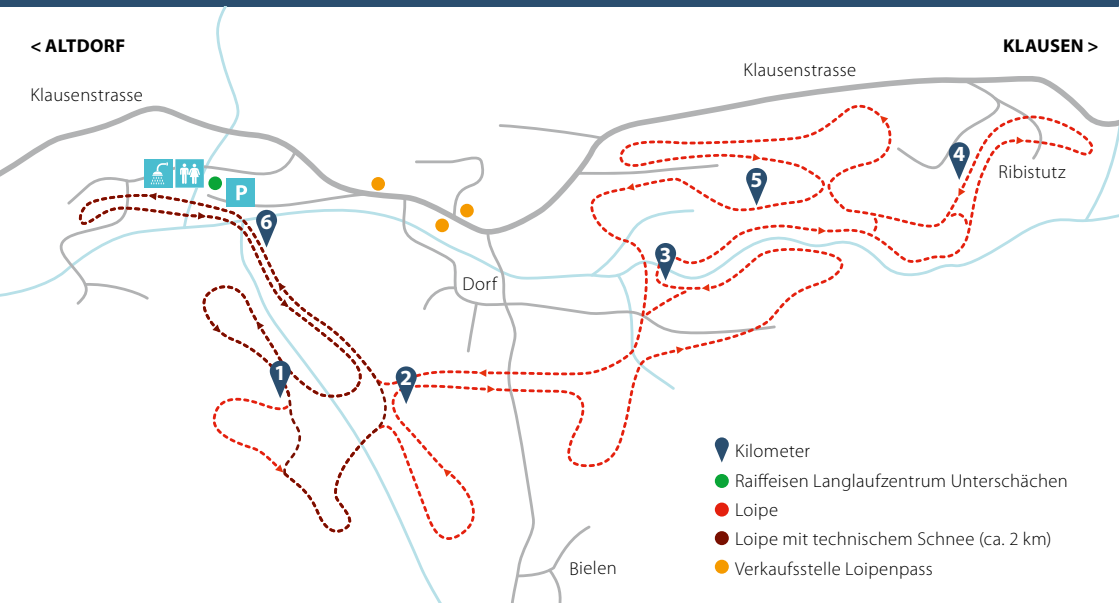 < ALTDORF
KLAUSEN >
Klausenstrasse
Klausenstrasse
4
Ribistutz
5
P
6
3
Dorf
1
2
Kilometer
Raiffeisen Langlaufzentrum Unterschächen
Loipe
Loipe mit technischem Schnee (ca. 2 km)
Verkaufsstelle Loipenpass
Bielen